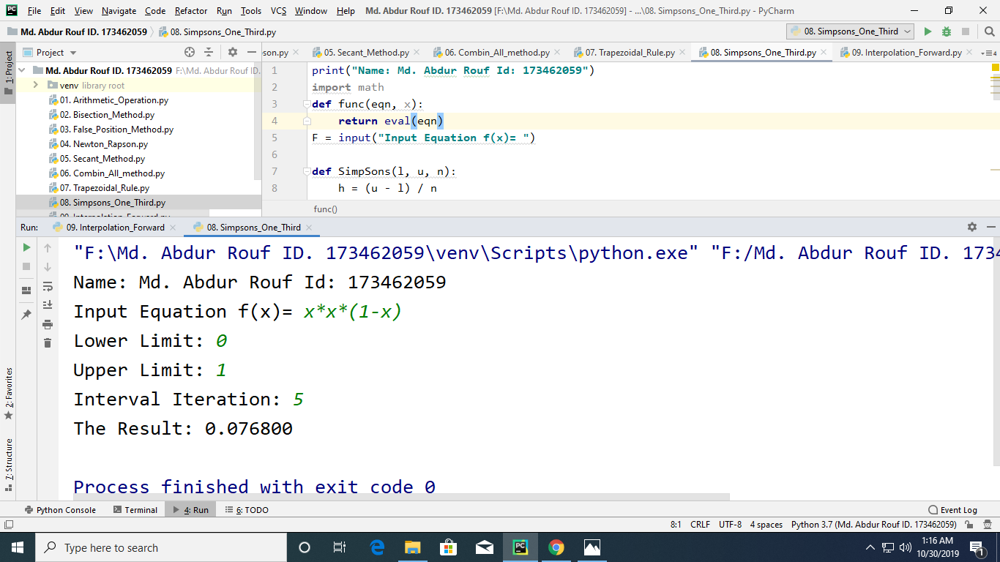 File Edit View Navigate Code Refactor Run Tools VCS Window Help Md. Abdur Rouf ID. 173462059 [F:\Md. Abdur Rouf ID. 173462059] - ...\08. Simpsons_One_Third.py - PyCharm
Md. Abdur Rouf ID. 173462059 08. Simpsons_One_Third.py 08. Simpsons_One_Third
1: Project
Project
son.py 05. Secant_Method.py 06. Combin_All_method.py 07. Trapezoidal_Rule.py 08. Simpsons_One_Third.py 09. Interpolation_Forward.py 4
Md. Abdur Rouf ID. 173462059 F:\Md. Abdur Rouf ID.
venv library root
01. Arithmetic_Operation.py
02. Bisection_Method.py
03. False_Position_Method.py
04. Newton_Rapson.py
05. Secant_Method.py
06. Combin_All_method.py
07. Trapezoidal_Rule.py
08. Simpsons_One_Third.py
09. Interpolation_Forward.py
1 print("Name: Md. Abdur Rouf Id: 173462059")
2 import math
3 def func(eqn, x):
4 return eval(eqn)
5 F = input("Input Equation f(x)= ")
6
7 def SimpSons(l, u, n):
8 h = (u - l) / n
func()
Run: 09. Interpolation_Forward 08. Simpsons_One_Third
"F:\Md. Abdur Rouf ID. 173462059\venv\Scripts\python.exe" "F:/Md. Abdur Rouf ID. 1734
Name: Md. Abdur Rouf Id: 173462059
Input Equation f(x)= x*x*(1-x)
Lower Limit: 0
Upper Limit: 1
Interval Iteration: 5
The Result: 0.076800
Process finished with exit code 0
2: Favorites
7: Structure
Python Console Terminal 4: Run 6: TODO Event Log
8:1 CRLF UTF-8 4 spaces Python 3.7 (Md. Abdur Rouf ID. 173462059)
Type here to search
PC
1:16 AM
10/30/2019
1